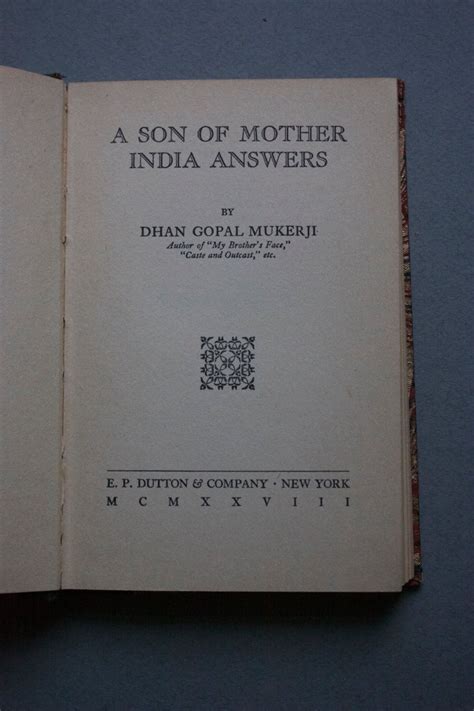 A SON OF MOTHER
INDIA ANSWERS
BY
DHAN GOPAL MUKERJI
Author of "My Brother's Face,"
"Caste and Outcast," etc.
E. P. DUTTON & COMPANY · NEW YORK
M C M X X V I I I